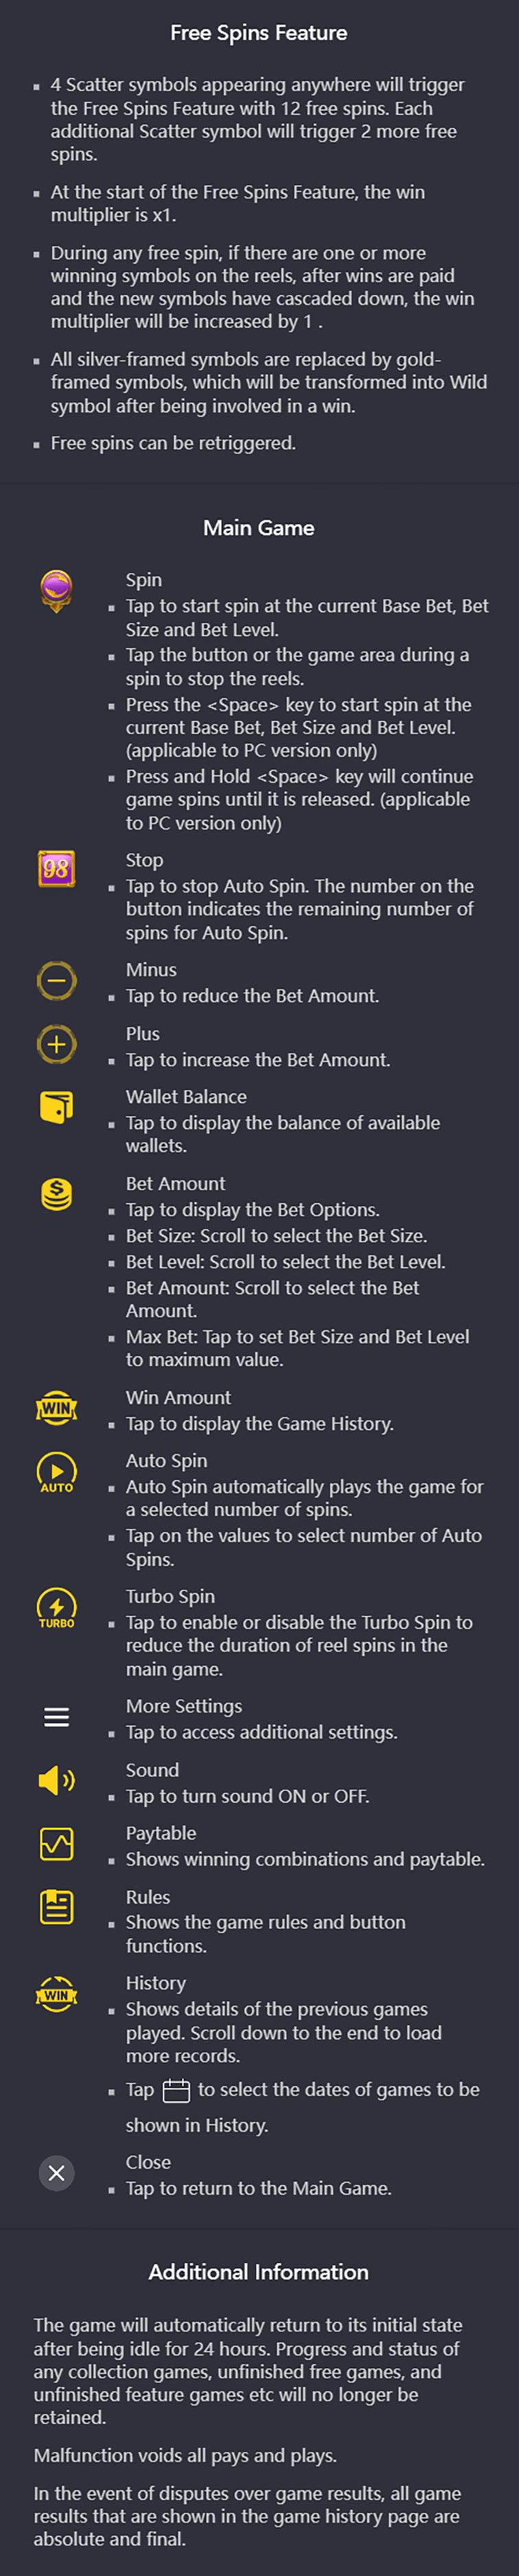 Free Spins Feature
▪ 4 Scatter symbols appearing anywhere will trigger
the Free Spins Feature with 12 free spins. Each
additional Scatter symbol will trigger 2 more free
spins.
▪ At the start of the Free Spins Feature, the win
multiplier is x1.
▪ During any free spin, if there are one or more
winning symbols on the reels, after wins are paid
and the new symbols have cascaded down, the win
multiplier will be increased by 1 .
▪ All silver-framed symbols are replaced by gold-
framed symbols, which will be transformed into Wild
symbol after being involved in a win.
▪ Free spins can be retriggered.
Main Game
Spin
▪ Tap to start spin at the current Base Bet, Bet
Size and Bet Level.
▪ Tap the button or the game area during a
spin to stop the reels.
▪ Press the <Space> key to start spin at the
current Base Bet, Bet Size and Bet Level.
(applicable to PC version only)
▪ Press and Hold <Space> key will continue
game spins until it is released. (applicable
to PC version only)
98
Stop
▪ Tap to stop Auto Spin. The number on the
button indicates the remaining number of
spins for Auto Spin.
Minus
▪ Tap to reduce the Bet Amount.
Plus
▪ Tap to increase the Bet Amount.
Wallet Balance
▪ Tap to display the balance of available
wallets.
Bet Amount
▪ Tap to display the Bet Options.
▪ Bet Size: Scroll to select the Bet Size.
▪ Bet Level: Scroll to select the Bet Level.
▪ Bet Amount: Scroll to select the Bet
Amount.
▪ Max Bet: Tap to set Bet Size and Bet Level
to maximum value.
WIN
Win Amount
▪ Tap to display the Game History.
AUTO
Auto Spin
▪ Auto Spin automatically plays the game for
a selected number of spins.
▪ Tap on the values to select number of Auto
Spins.
TURBO
Turbo Spin
▪ Tap to enable or disable the Turbo Spin to
reduce the duration of reel spins in the
main game.
More Settings
▪ Tap to access additional settings.
Sound
▪ Tap to turn sound ON or OFF.
Paytable
▪ Shows winning combinations and paytable.
Rules
▪ Shows the game rules and button
functions.
WIN
History
▪ Shows details of the previous games
played. Scroll down to the end to load
more records.
▪ Tap to select the dates of games to be
shown in History.
Close
▪ Tap to return to the Main Game.
Additional Information
The game will automatically return to its initial state
after being idle for 24 hours. Progress and status of
any collection games, unfinished free games, and
unfinished feature games etc will no longer be
retained.
Malfunction voids all pays and plays.
In the event of disputes over game results, all game
results that are shown in the game history page are
absolute and final.